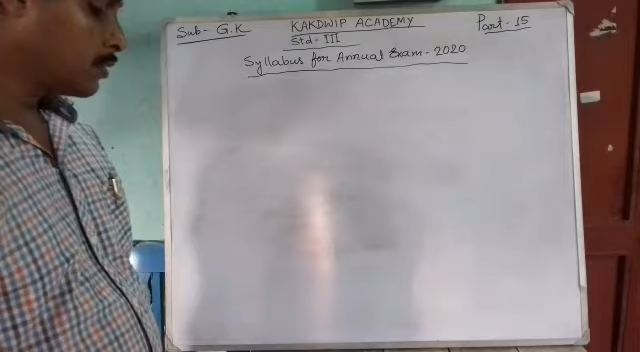 Sub- G.K KAKDWIP ACADEMY Part-15
Std-III
Syllabus for Annual Exam-2020